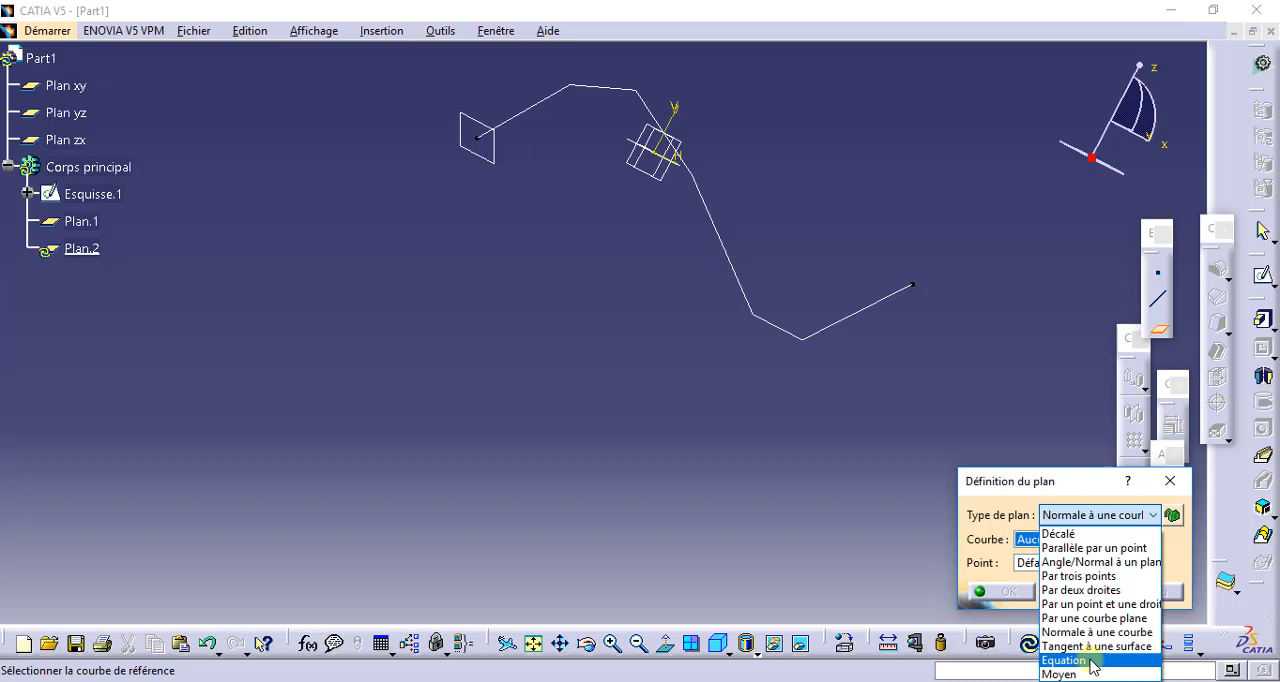 CATIA V5 - [Part1]
Démarrer ENOVIA V5 VPM Fichier Edition Affichage Insertion Outils Fenêtre Aide
Part1
Plan xy
Plan yz
Plan zx
Corps principal
Esquisse.1
Plan.1
Plan.2
V
H
z
y
x
E
C
C
C
A
Définition du plan ?
Type de plan : Normale à une courl
Courbe : Auc
Point : Défa
OK
Décalé
Parallèle par un point
Angle/Normal à un plan
Par trois points
Par deux droites
Par un point et une droit
Par une courbe plane
Normale à une courbe
Tangent à une surface
Equation
Moyen
f(x)
Sélectionner la courbe de référence
CATIA